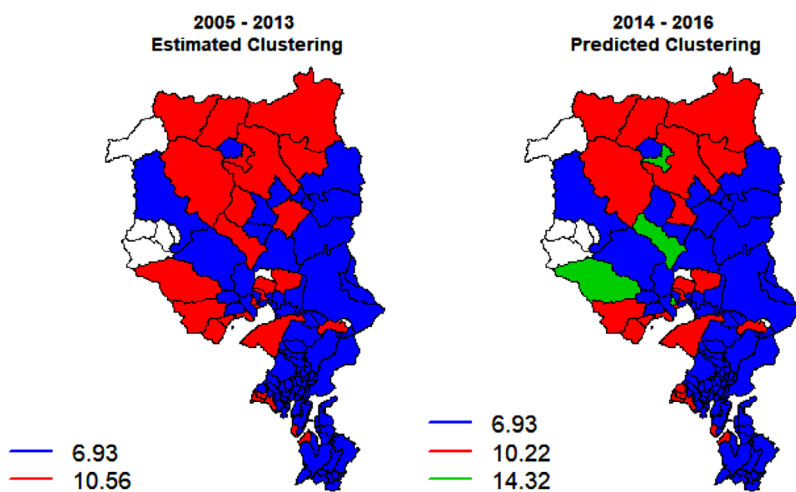 2005 - 2013
Estimated Clustering
6.93
10.56
2014 - 2016
Predicted Clustering
6.93
10.22
14.32